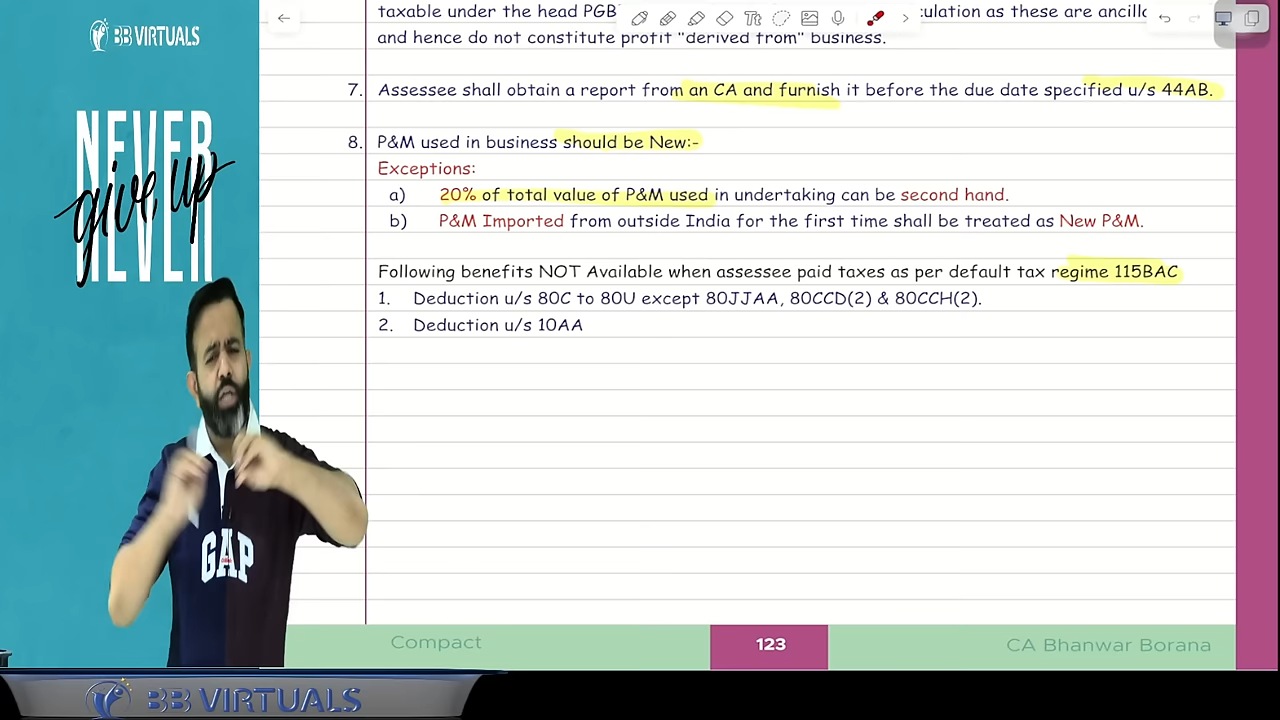 BB VIRTUALS
NEVER
give up
NEVER
taxable under the head PGB
culation as these are ancill
and hence do not constitute profit "derived from" business.
7. Assessee shall obtain a report from an CA and furnish it before the due date specified u/s 44AB.
8. P&M used in business should be New:-
Exceptions:
a) 20% of total value of P&M used in undertaking can be second hand.
b) P&M Imported from outside India for the first time shall be treated as New P&M.
Following benefits NOT Available when assessee paid taxes as per default tax regime 115BAC
1. Deduction u/s 80C to 80U except 80JJAA, 80CCD(2) & 80CCH(2).
2. Deduction u/s 10AA
GAP
Compact
123
CA Bhanwar Borana
BB VIRTUALS